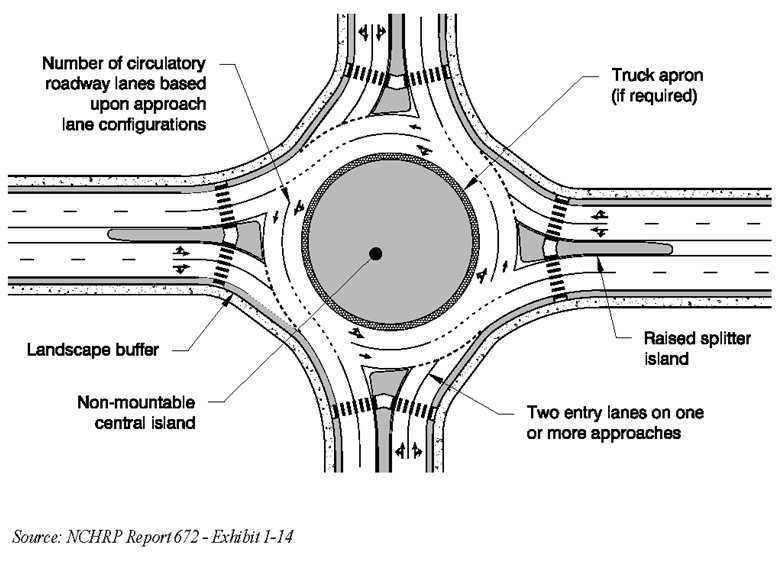 Number of circulatory
roadway lanes based
upon approach
lane configurations
Truck apron
(if required)
Landscape buffer
Raised splitter
island
Non-mountable
central island
Two entry lanes on one
or more approaches
Source: NCHRP Report 672 - Exhibit 1-14